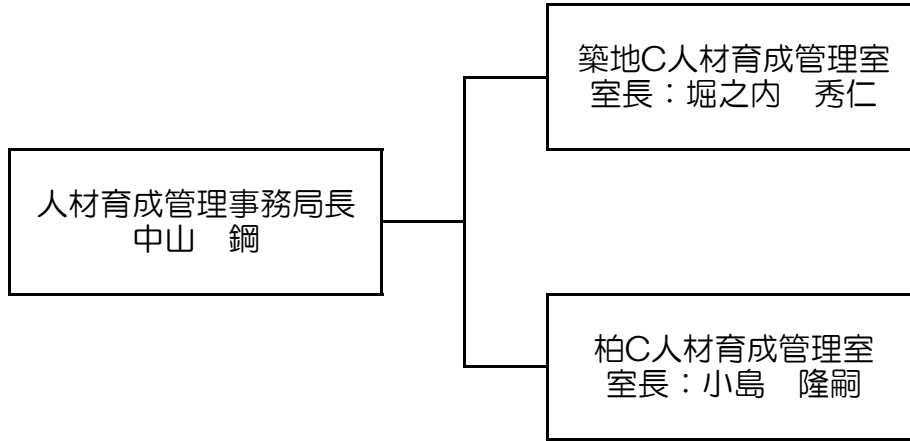 築地C人材育成管理室
室長：堀之内　秀仁
人材育成管理事務局長
中山　鋼
柏C人材育成管理室
室長：小島　隆嗣